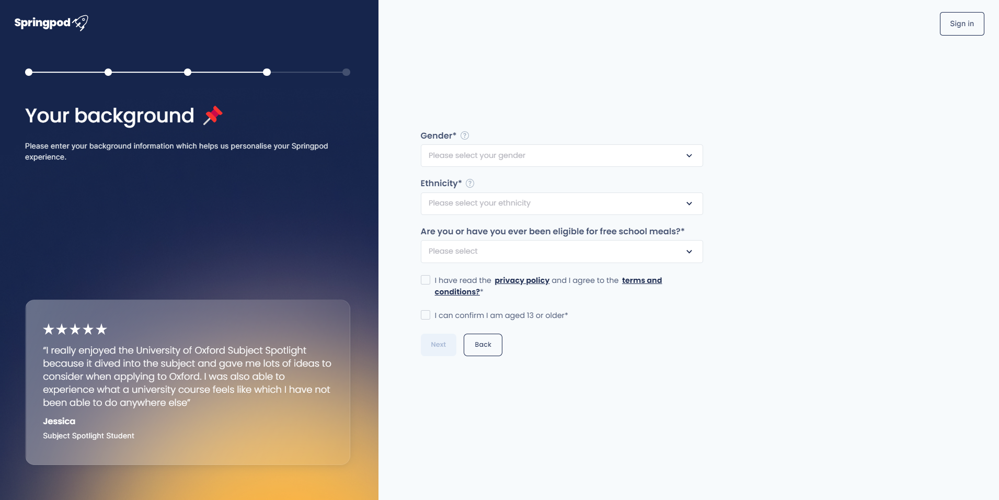 Springpod
Sign in
Your background
Please enter your background information which helps us personalise your Springpod
experience.
“I really enjoyed the University of Oxford Subject Spotlight
because it dived into the subject and gave me lots of ideas to
consider when applying to Oxford. I was also able to
experience what a university course feels like which I have not
been able to do anywhere else”
Jessica
Subject Spotlight Student
Gender*
Please select your gender
Ethnicity*
Please select your ethnicity
Are you or have you ever been eligible for free school meals?*
Please select
I have read the privacy policy and I agree to the terms and
conditions?*
I can confirm I am aged 13 or older*
Next
Back